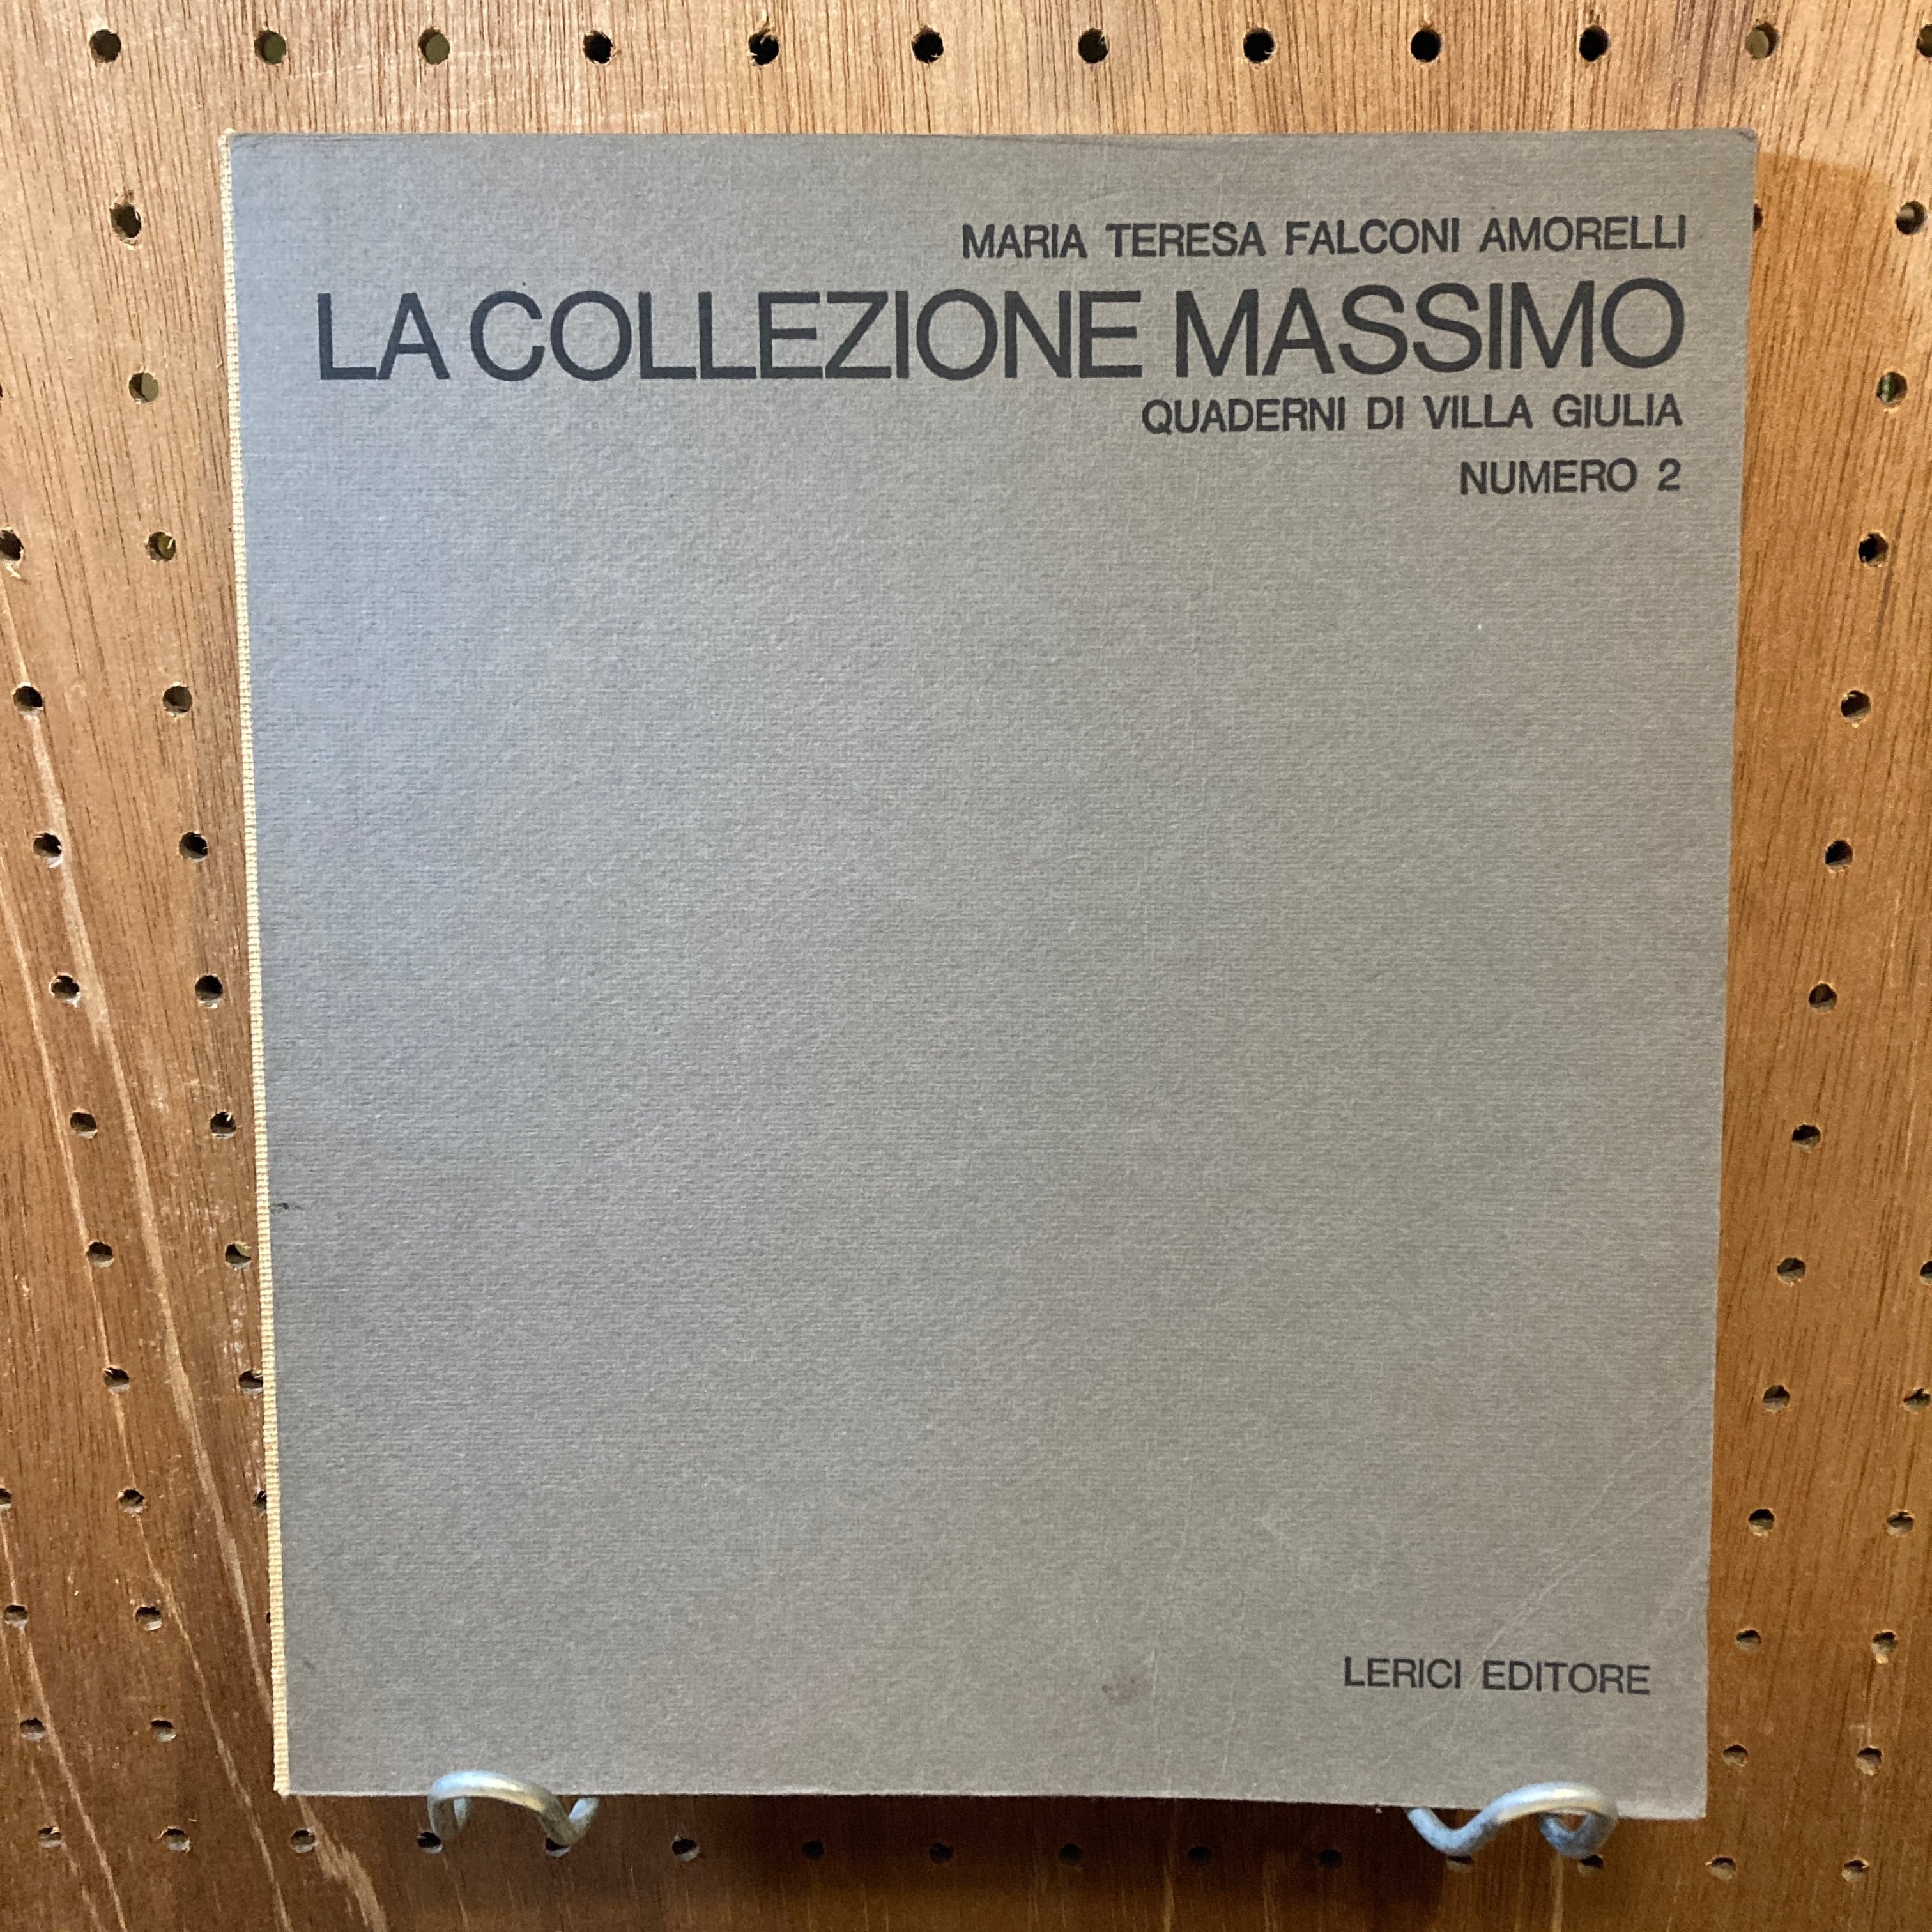 MARIA TERESA FALCONI AMORELLI
LA COLLEZIONE MASSIMO
QUADERNI DI VILLA GIULIA
NUMERO 2
LERICI EDITORE